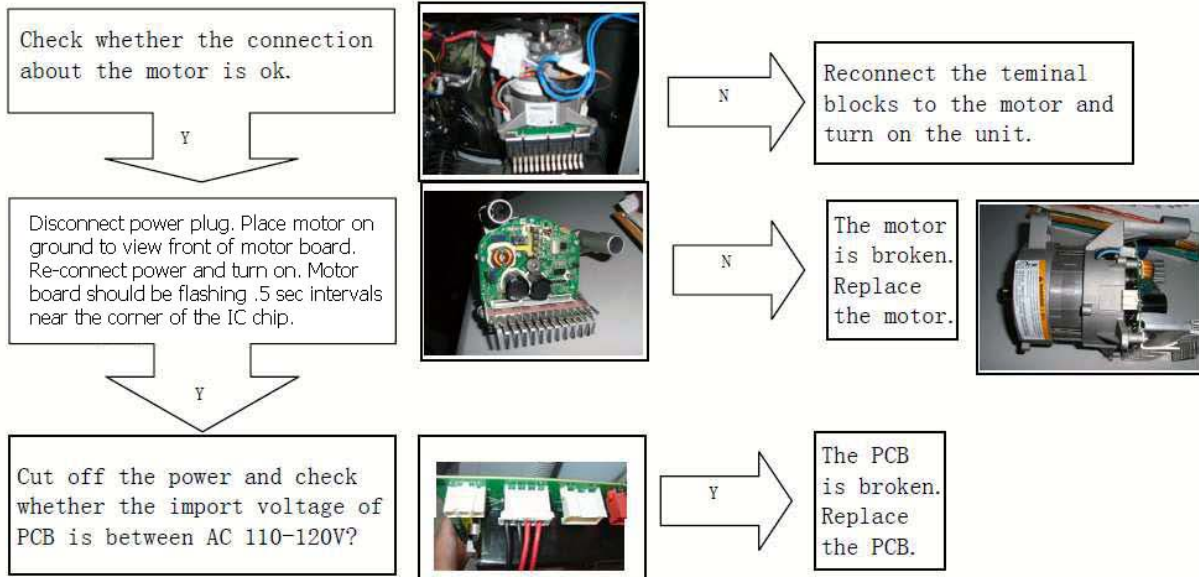 Check whether the connection
about the motor is ok.
N
Reconnect the teminal
blocks to the motor and
turn on the unit.
Y
Disconnect power plug. Place motor on
ground to view front of motor board.
Re-connect power and turn on. Motor
board should be flashing .5 sec intervals
near the corner of the IC chip.
N
The motor
is broken.
Replace
the motor.
Y
Cut off the power and check
whether the import voltage of
PCB is between AC 110-120V?
Y
The PCB
is broken.
Replace
the PCB.